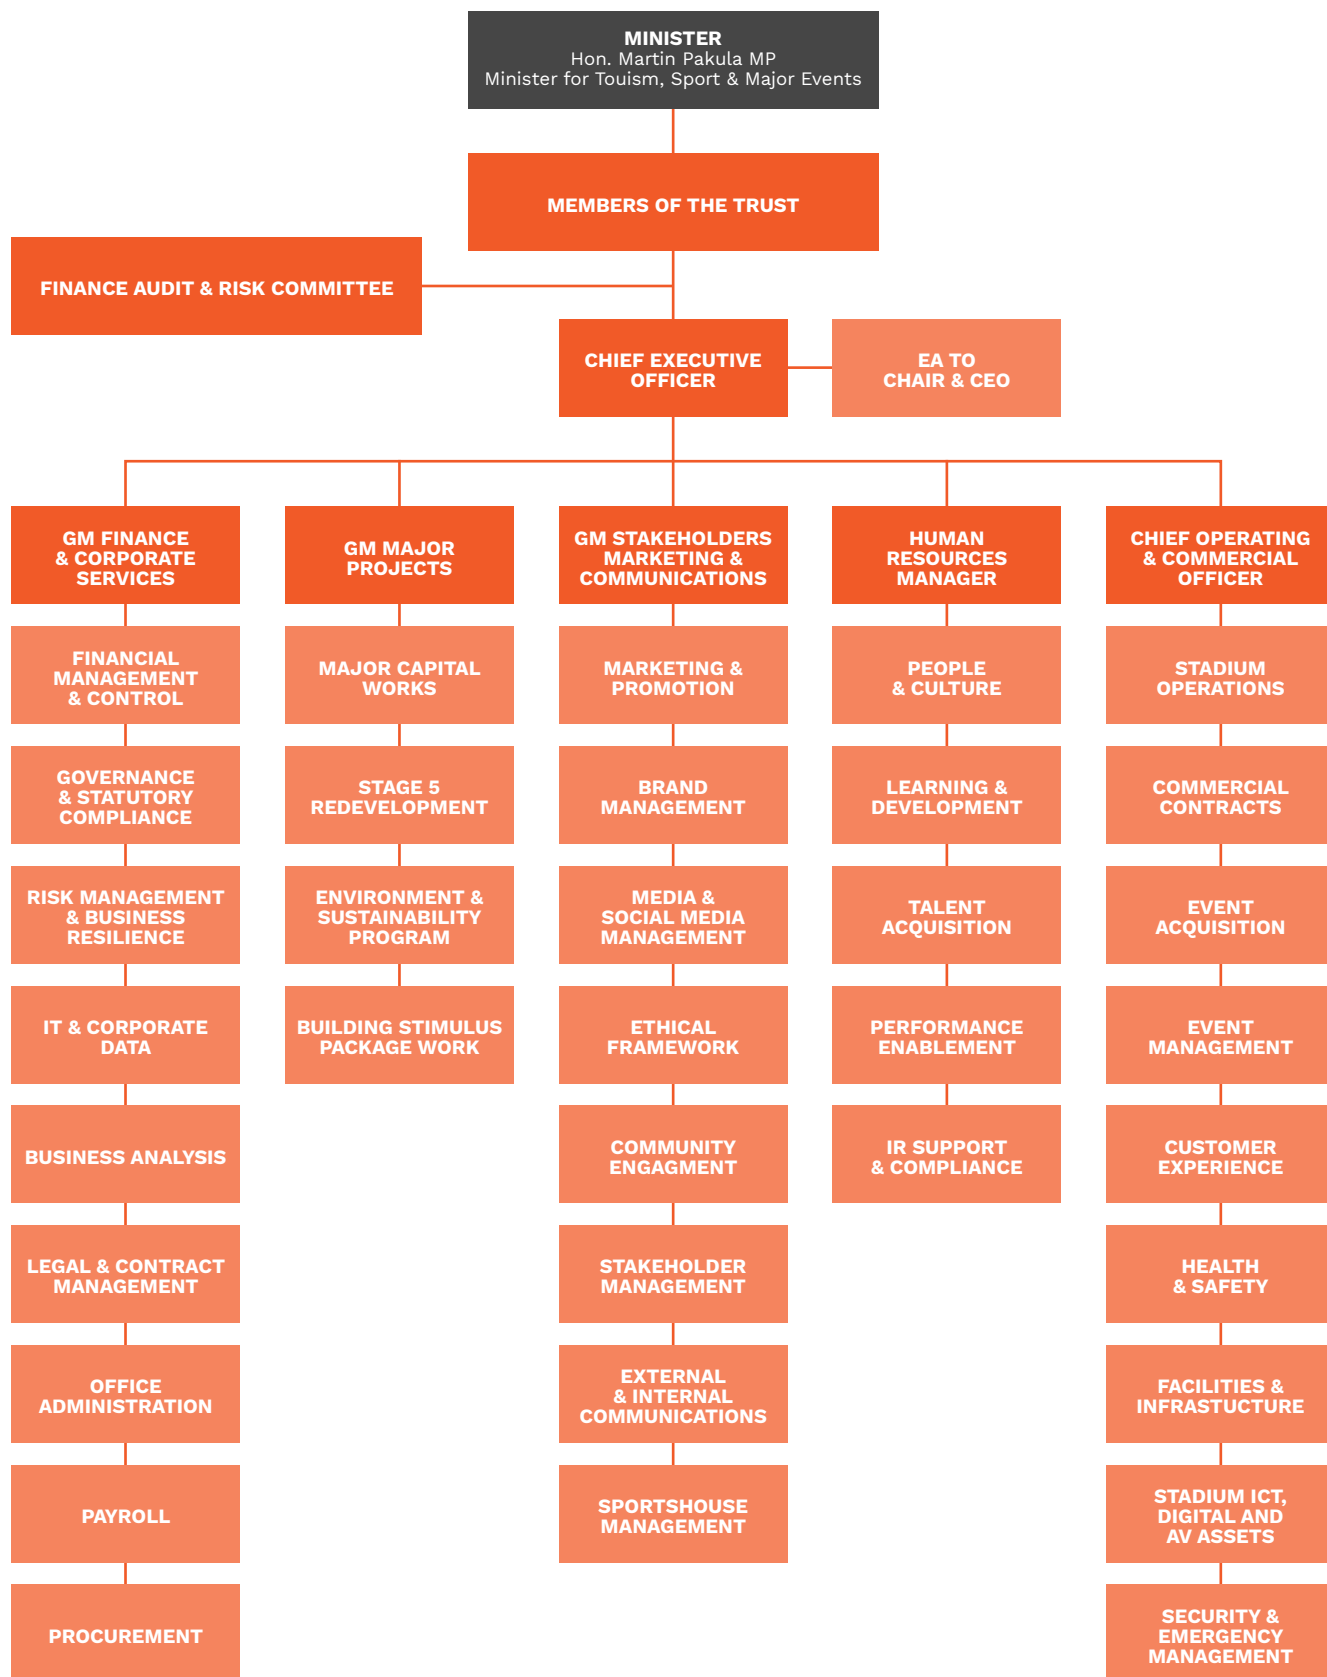 MINISTER
Hon. Martin Pakula MP
Minister for Touism, Sport & Major Events
MEMBERS OF THE TRUST
FINANCE AUDIT & RISK COMMITTEE
CHIEF EXECUTIVE
OFFICER
EA TO
CHAIR & CEO
GM FINANCE
& CORPORATE
SERVICES
FINANCIAL
MANAGEMENT
& CONTROL
GOVERNANCE
& STATUTORY
COMPLIANCE
RISK MANAGEMENT
& BUSINESS
RESILIENCE
IT & CORPORATE
DATA
BUSINESS ANALYSIS
LEGAL & CONTRACT
MANAGEMENT
OFFICE
ADMINISTRATION
PAYROLL
PROCUREMENT
GM MAJOR
PROJECTS
MAJOR CAPITAL
WORKS
STAGE 5
REDEVELOPMENT
ENVIRONMENT &
SUSTAINABILITY
PROGRAM
BUILDING STIMULUS
PACKAGE WORK
GM STAKEHOLDERS
MARKETING &
COMMUNICATIONS
MARKETING &
PROMOTION
BRAND
MANAGEMENT
MEDIA &
SOCIAL MEDIA
MANAGEMENT
ETHICAL
FRAMEWORK
COMMUNITY
ENGAGMENT
STAKEHOLDER
MANAGEMENT
EXTERNAL
& INTERNAL
COMMUNICATIONS
SPORTSHOUSE
MANAGEMENT
HUMAN
RESOURCES
MANAGER
PEOPLE
& CULTURE
LEARNING &
DEVELOPMENT
TALENT
ACQUISITION
PERFORMANCE
ENABLEMENT
IR SUPPORT
& COMPLIANCE
CHIEF OPERATING
& COMMERCIAL
OFFICER
STADIUM
OPERATIONS
COMMERCIAL
CONTRACTS
EVENT
ACQUISITION
EVENT
MANAGEMENT
CUSTOMER
EXPERIENCE
HEALTH
& SAFETY
FACILITIES &
INFRASTUCTURE
STADIUM ICT,
DIGITAL AND
AV ASSETS
SECURITY &
EMERGENCY
MANAGEMENT